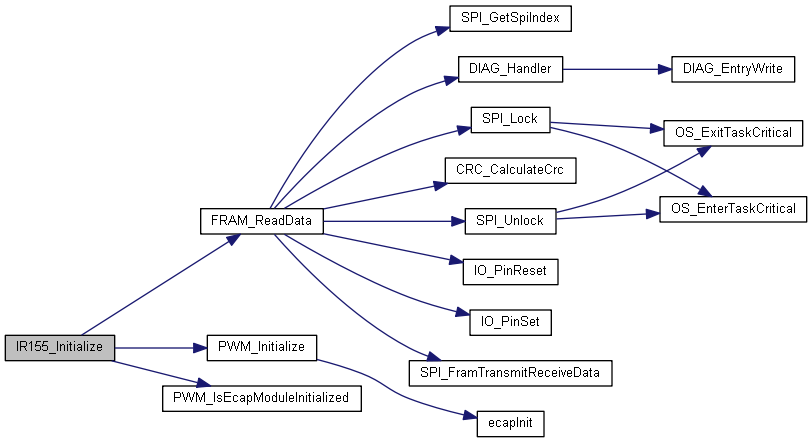 SPI_GetSpiIndex
DIAG_Handler
DIAG_EntryWrite
SPI_Lock
OS_ExitTaskCritical
CRC_CalculateCrc
FRAM_ReadData
SPI_Unlock
OS_EnterTaskCritical
IO_PinReset
IO_PinSet
IR155_Initialize
PWM_Initialize
SPI_FramTransmitReceiveData
PWM_IsEcapModuleInitialized
ecapInit